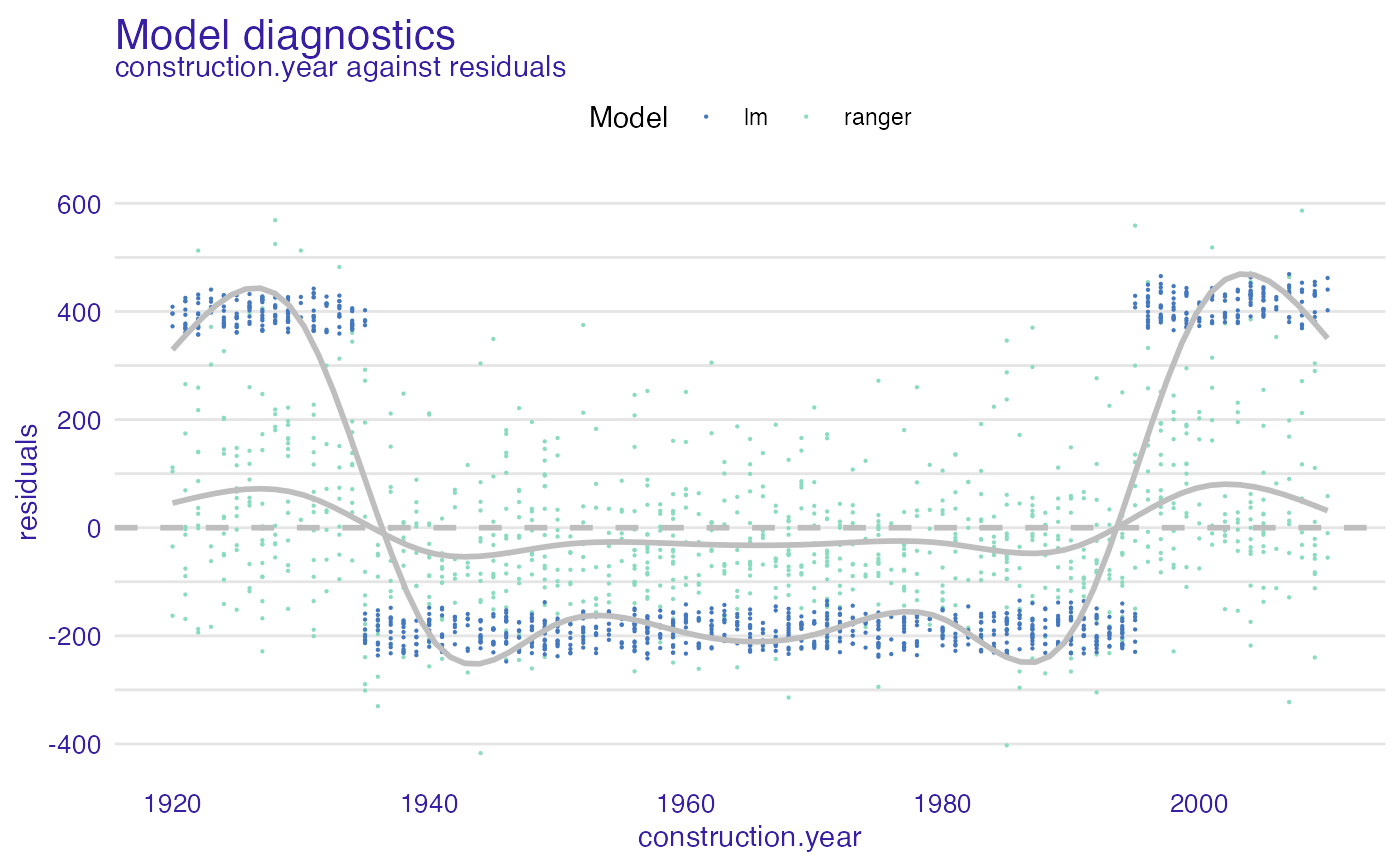 Model diagnostics
construction.year against residuals
Model lm ranger
residuals
600
400
200
0
-200
-400
1920 1940 1960 1980 2000
construction.year